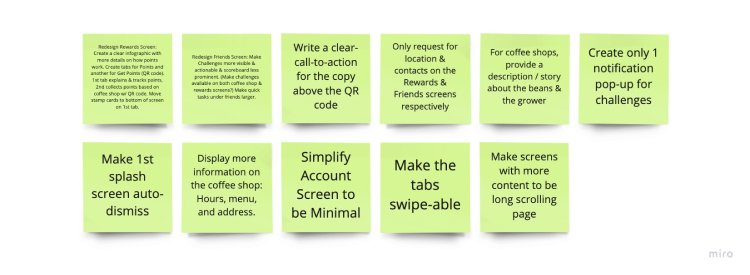 Redesign Rewards Screen:
Create a clear infographic with
more details on how points
work. Create tabs for Points and
another for Get Points (QR code).
1st tab explains & tracks points,
2nd collects points based on
coffee shop w/ QR code. Move
stamp cards to bottom of screen
on 1st tab.
Redesign Friends Screen: Make
Challenges more visible &
actionable & scoreboard less
prominent. (Make challenges
available on both coffee shop &
rewards screens?) Make quick
tasks under friends larger.
Write a clear-
call-to-action
for the copy
above the QR
code
Only request for
location &
contacts on the
Rewards &
Friends screens
respectively
For coffee shops,
provide a
description / story
about the beans &
the grower
Create only 1
notification
pop-up for
challenges
Make 1st
splash
screen auto-
dismiss
Display more
information on
the coffee shop:
Hours, menu,
and address.
Simplify
Account
Screen to
be Minimal
Make the
tabs
swipe-able
Make screens
with more
content to be
long scrolling
page
miro